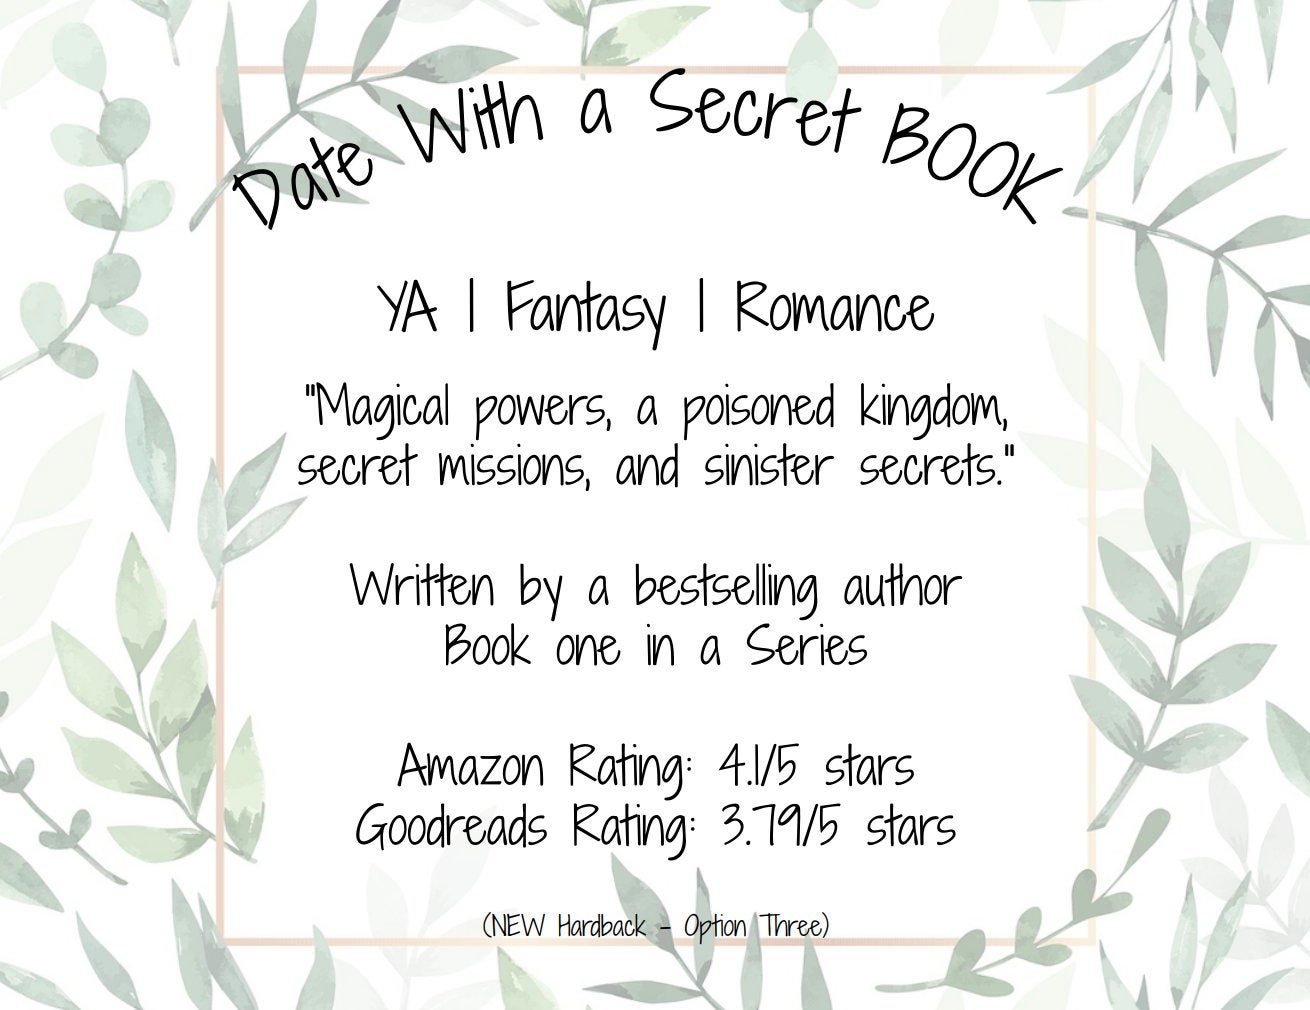 Date With a Secret BOOK
YA | Fantasy | Romance
"Magical powers, a poisoned kingdom,
secret missions, and sinister secrets."
Written by a bestselling author
Book one in a Series
Amazon Rating: 4.1/5 stars
Goodreads Rating: 3.79/5 stars
(NEW Hardback - Option Three)